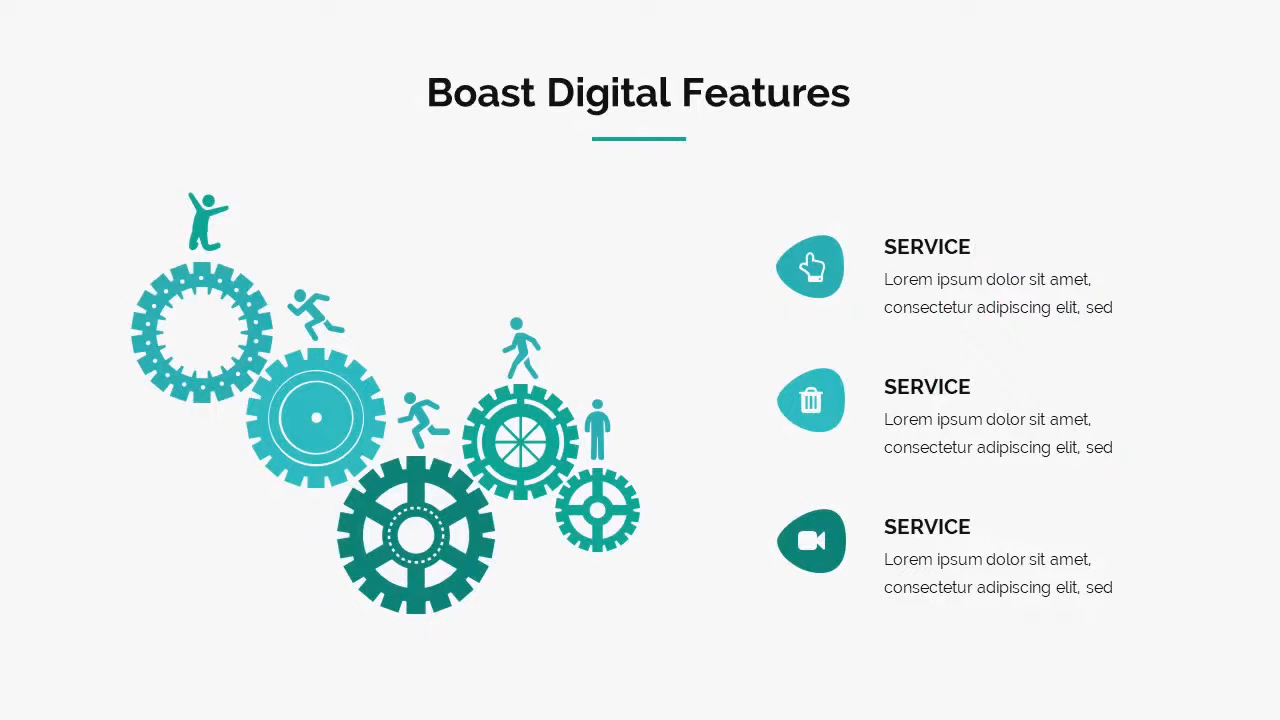 Boast Digital Features
SERVICE
Lorem ipsum dolor sit amet,
consectetur adipiscing elit, sed
SERVICE
Lorem ipsum dolor sit amet,
consectetur adipiscing elit, sed
SERVICE
Lorem ipsum dolor sit amet,
consectetur adipiscing elit, sed